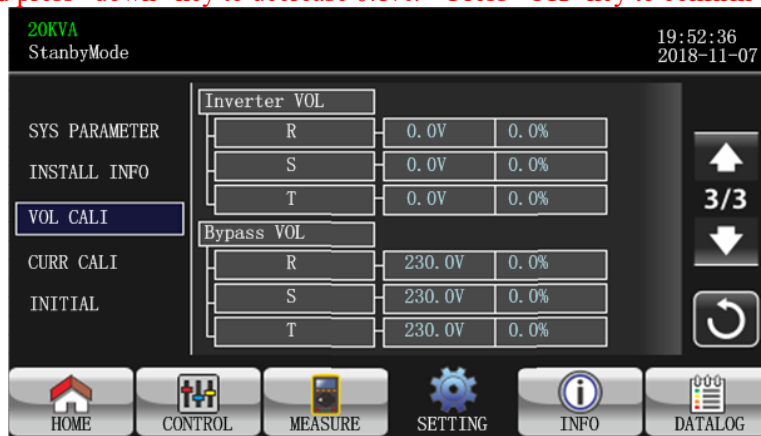 20KVA
StanbyMode
19:52:36
2018-11-07
SYS PARAMETER
INSTALL INFO
VOL CALI
CURR CALI
INITIAL
Inverter VOL
R 0.0V 0.0%
S 0.0V 0.0%
T 0.0V 0.0%
Bypass VOL
R 230.0V 0.0%
S 230.0V 0.0%
T 230.0V 0.0%
3/3
HOME CONTROL MEASURE SETTING INFO DATALOG